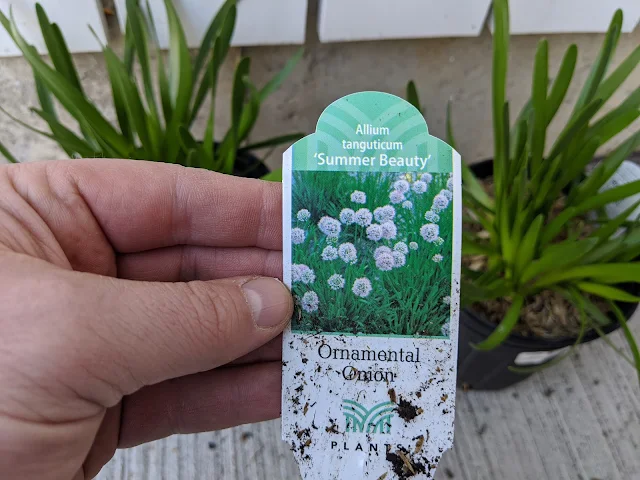 Allium
tanguticum
'Summer Beauty'
Ornamental
Onion
PLANTS